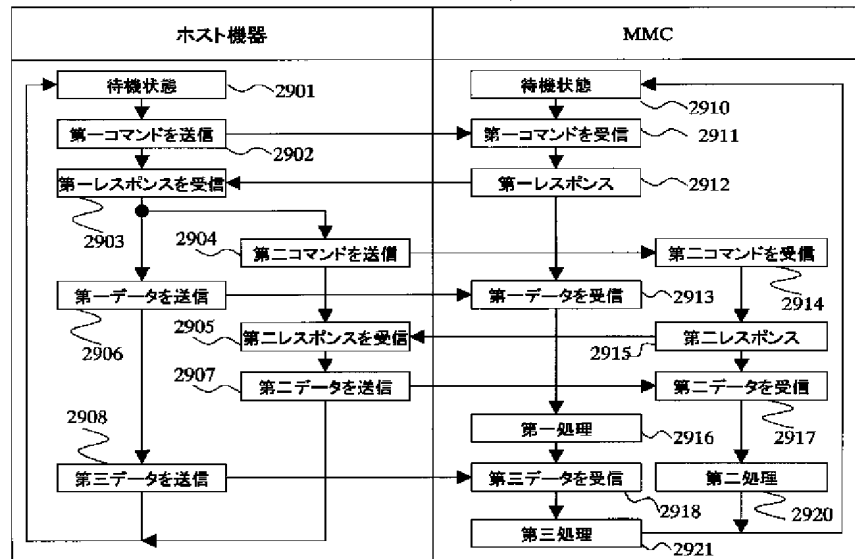 ホスト機器
MMC
待機状態
2901
待機状態
2910
第一コマンドを送信
2902
第一コマンドを受信
2911
第一レスポンスを受信
2903
第一レスポンス
2912
2904
第二コマンドを送信
第二コマンドを受信
2914
第一データを送信
2906
第一データを受信
2913
2905
第二レスポンスを受信
2915
第二レスポンス
2907
第二データを送信
第二データを受信
2917
第一処理
2916
2908
第三データを送信
第三データを受信
2918
第二処理
2920
第三処理
2921